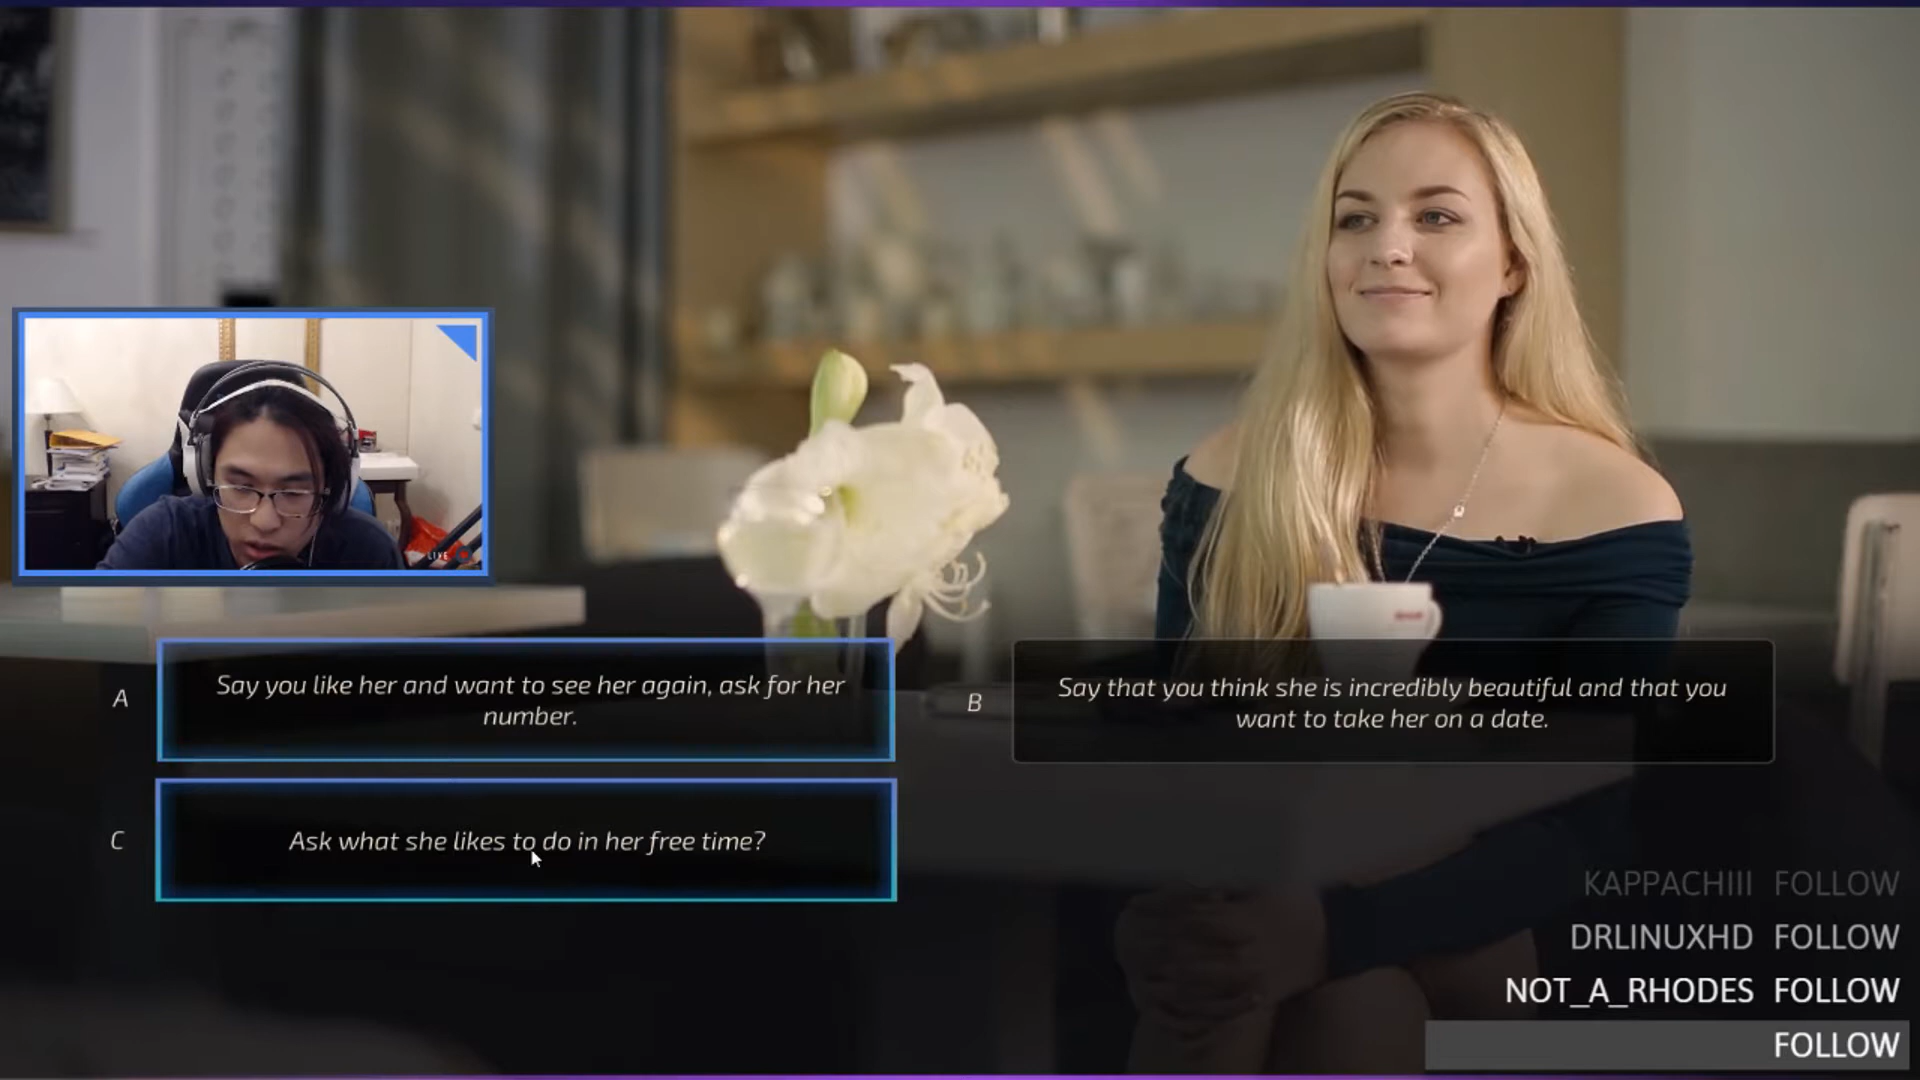 LIVE
A
Say you like her and want to see her again, ask for her
number.
B
Say that you think she is incredibly beautiful and that you
want to take her on a date.
C
Ask what she likes to do in her free time?
KAPPACHIII FOLLOW
DRLINUXHD FOLLOW
NOT_A_RHODES FOLLOW
FOLLOW